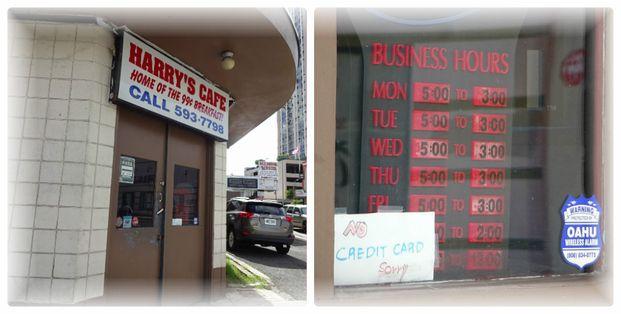 HARRY'S CAFE
HOME OF THE 99¢ BREAKFAST!
CALL 593-7798
BUSINESS HOURS
MON 5:00 TO 3:00
TUE 5:00 TO 3:00
WED 5:00 TO 3:00
THU 5:00 TO 3:00
FRI 5:00 TO 3:00
TO 2:00
TO
NO
CREDIT CARD
Sorry
WARNING
OAHU
WIRELESS ALARM